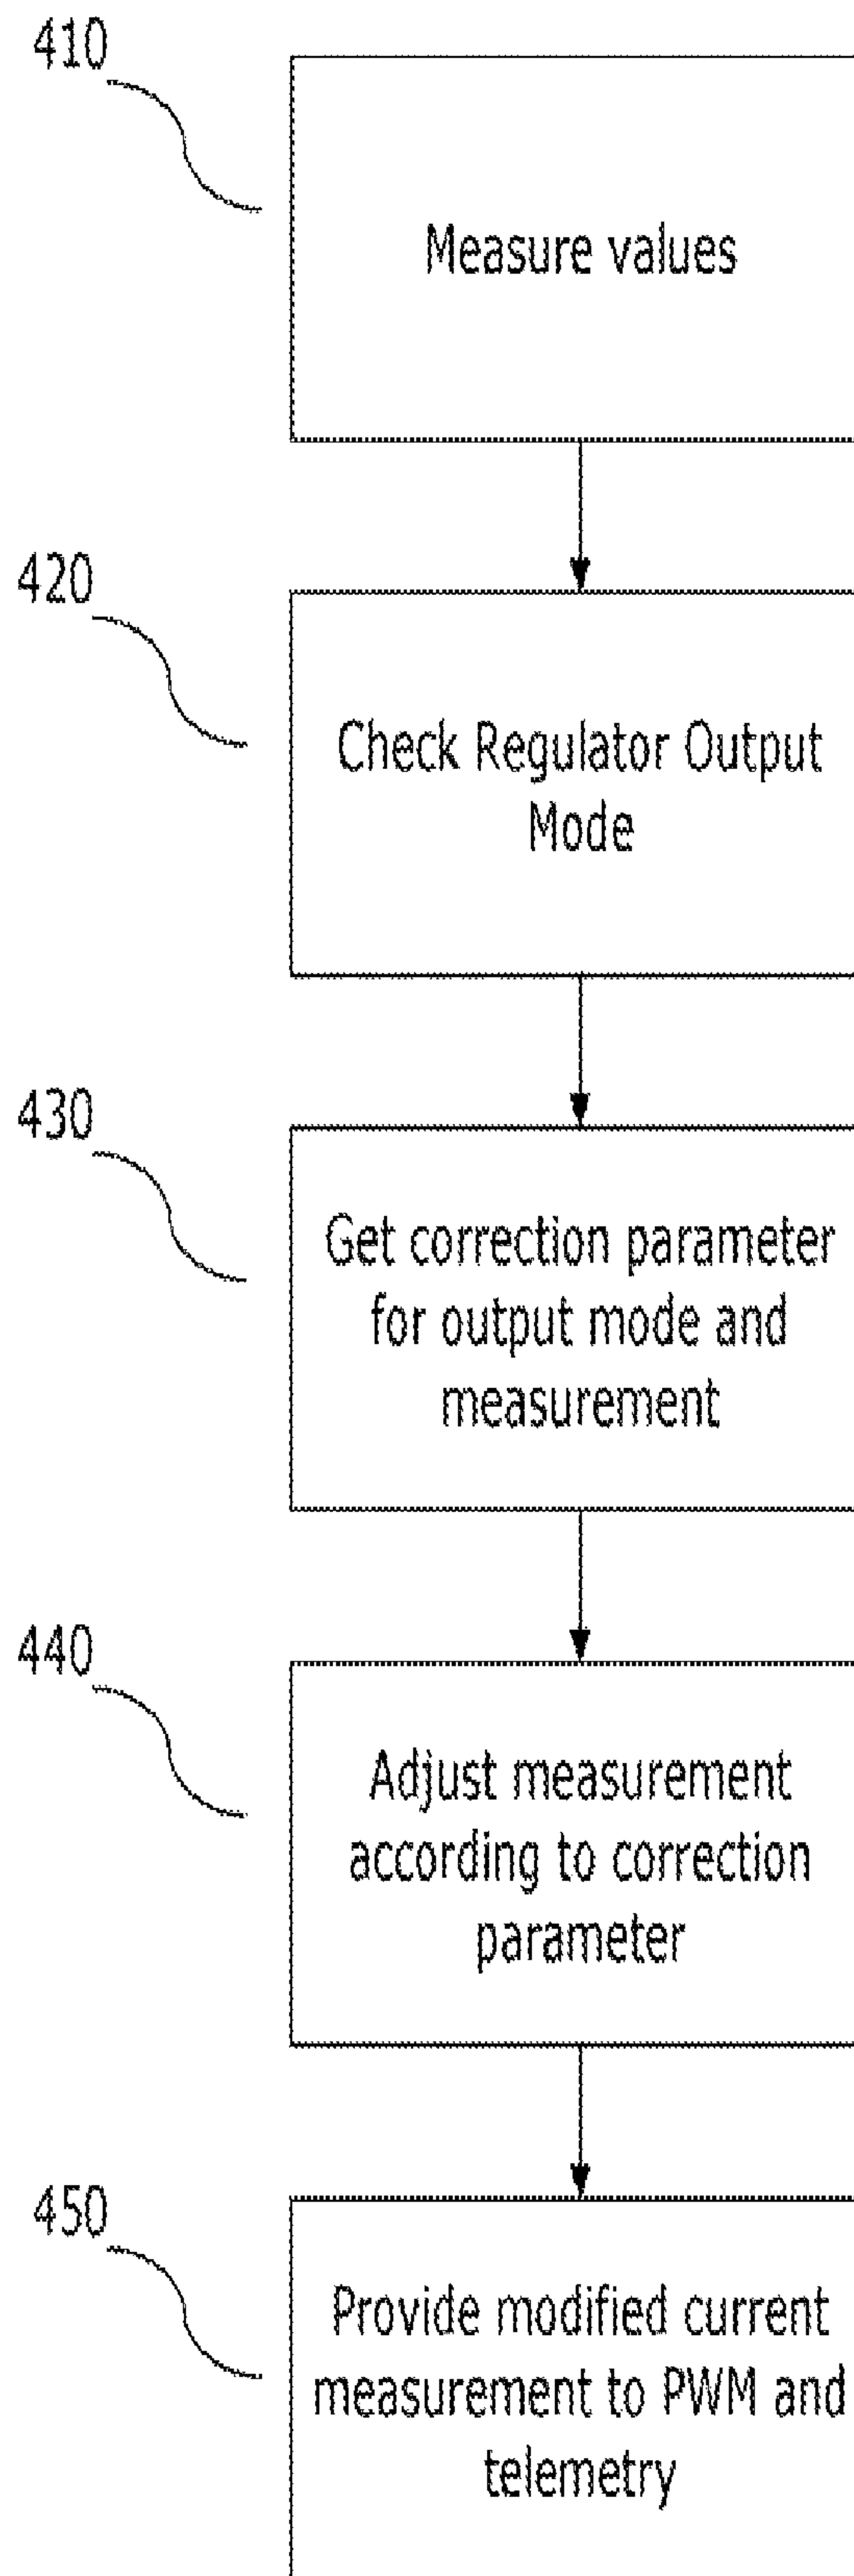 410
Measure values
420
Check Regulator Output
Mode
430
Get correction parameter
for output mode and
measurement
440
Adjust measurement
according to correction
parameter
450
Provide modified current
measurement to PWM and
telemetry